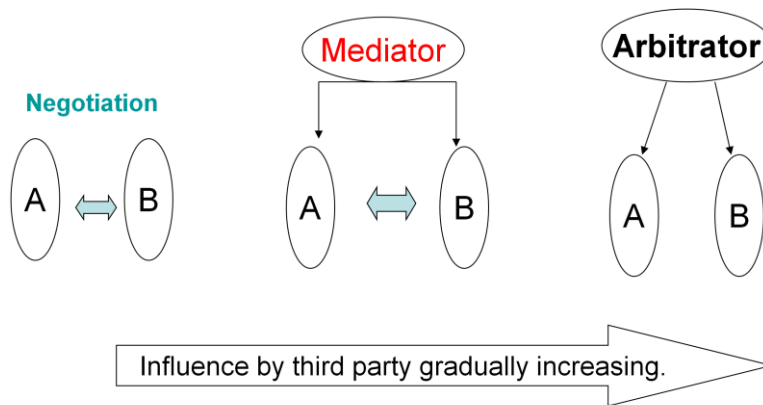 Mediator
Arbitrator
Negotiation
A
B
A
B
A
B
Influence by third party gradually increasing.